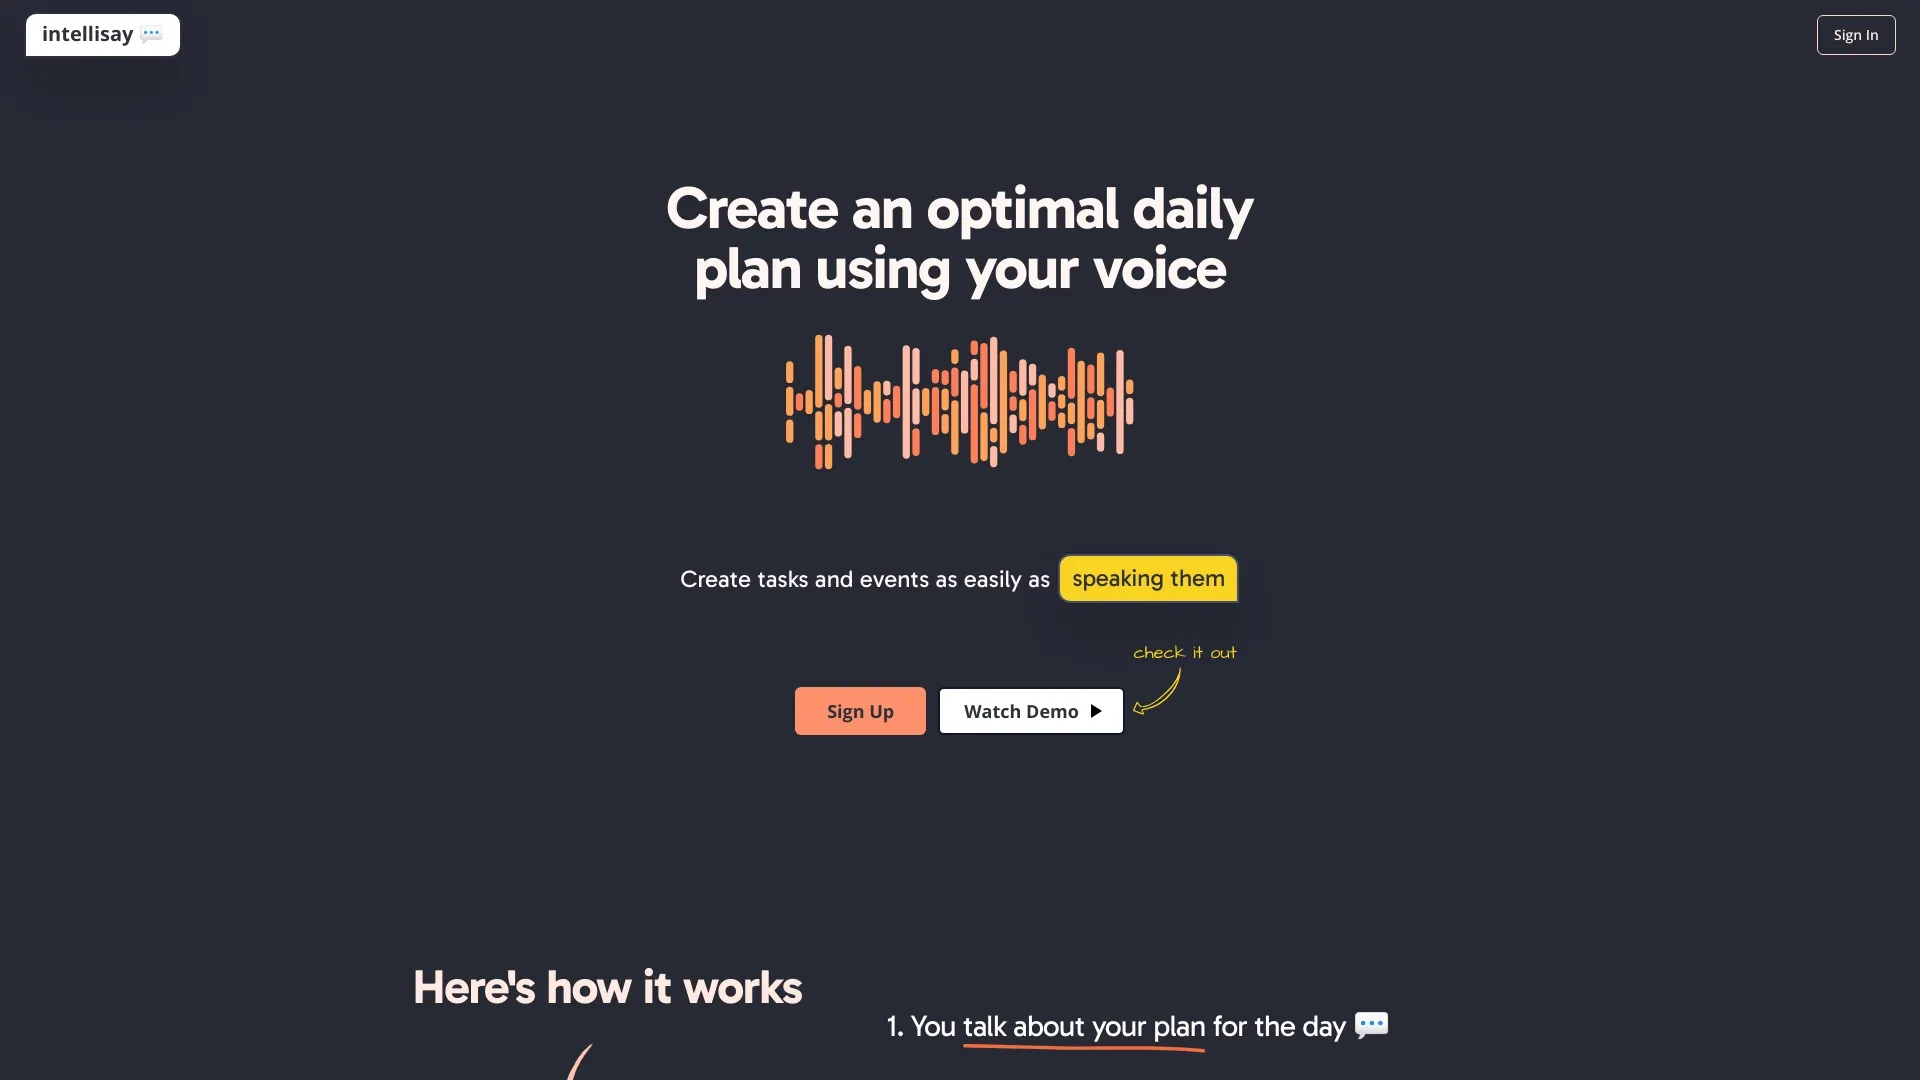 intellisay 💬
Sign In
Create an optimal daily
plan using your voice
Create tasks and events as easily as speaking them
check it out
Sign Up
Watch Demo
Here's how it works
1. You talk about your plan for the day 💬